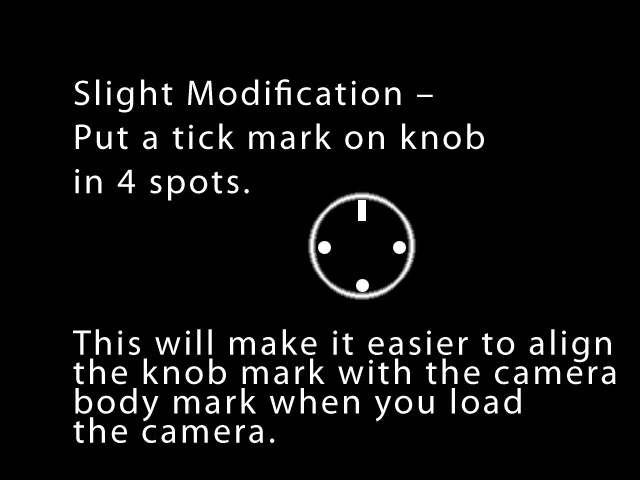 Slight Modification –
Put a tick mark on knob
in 4 spots.
This will make it easier to align
the knob mark with the camera
body mark when you load
the camera.